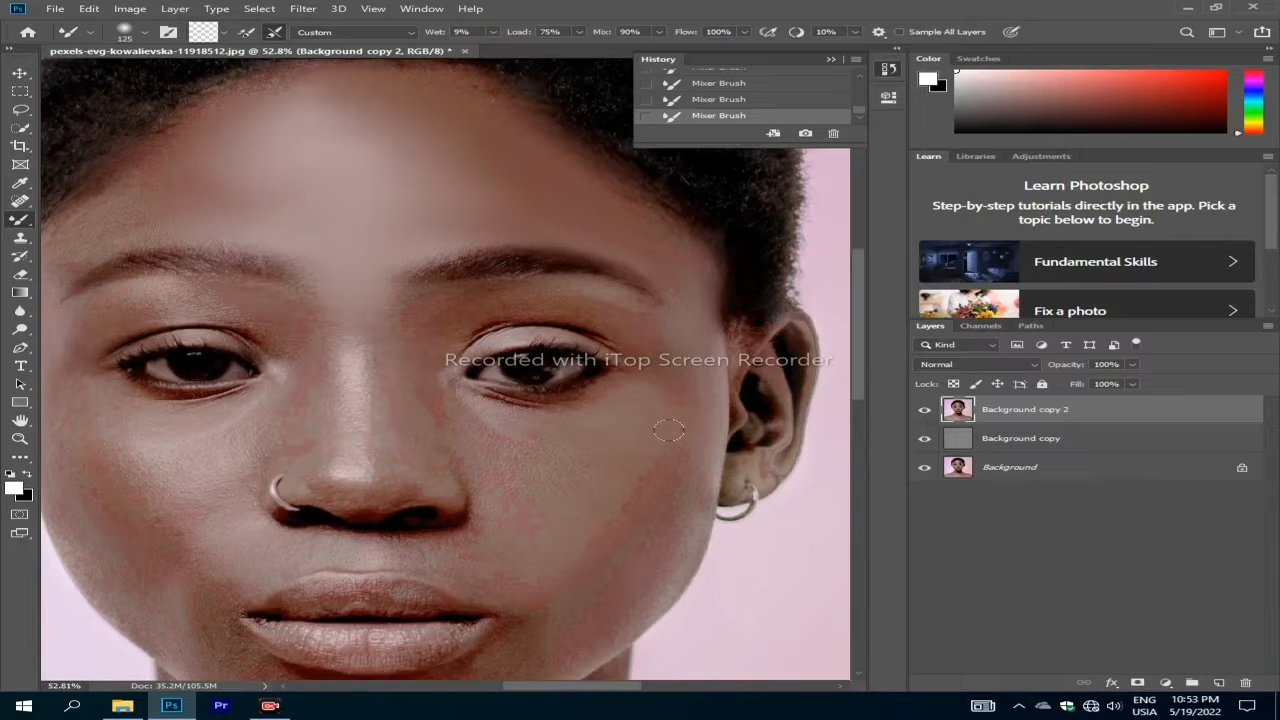 Ps File Edit Image Layer Type Select Filter 3D View Window Help
125 Custom Wet: 9% Load: 75% Mix: 90% Flow: 100% 10% Sample All Layers
pexels-evg-kowalievska-11918512.jpg @ 52.8% (Background copy 2, RGB/8) *
History
Mixer Brush
Mixer Brush
Mixer Brush
Recorded with iTop Screen Recorder
Color Swatches
Learn Libraries Adjustments
Learn Photoshop
Step-by-step tutorials directly in the app. Pick a
topic below to begin.
Fundamental Skills
Fix a photo
Layers Channels Paths
Kind
Normal Opacity: 100%
Lock: Fill: 100%
Background copy 2
Background copy
Background
52.81% Doc: 35.2M/105.5M
Ps Pr
ENG
USIA
10:53 PM
5/19/2022